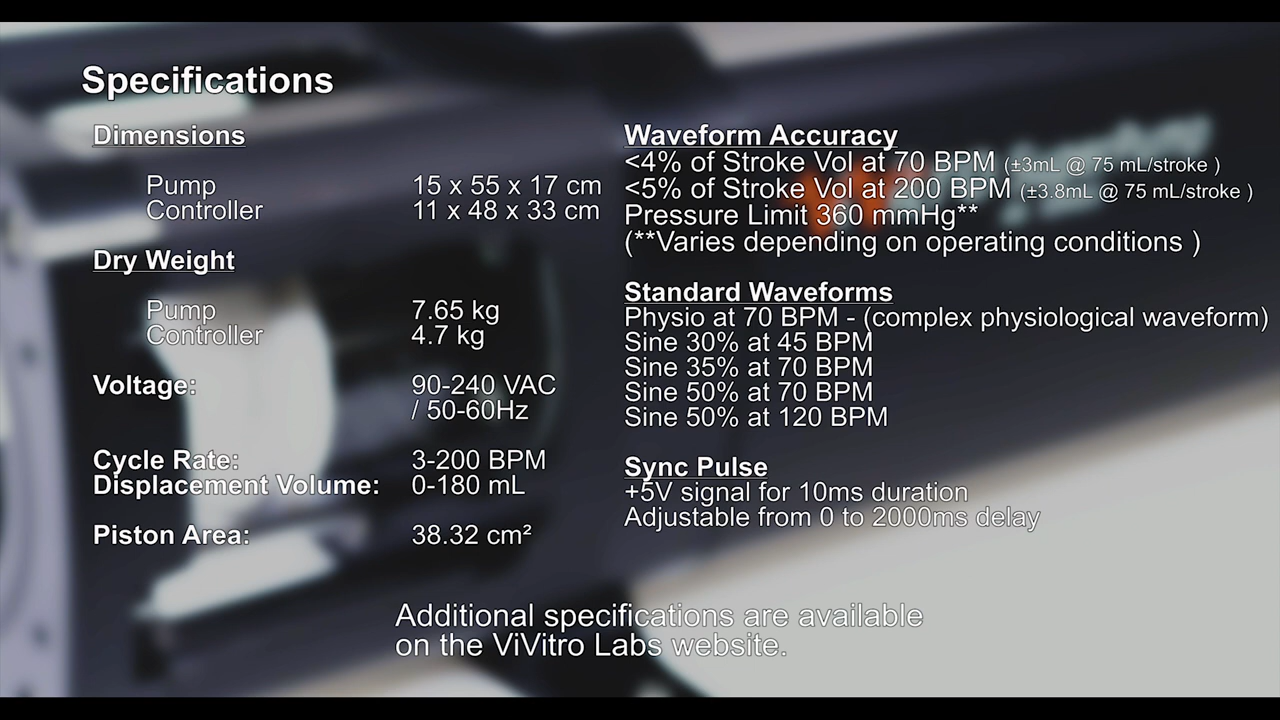 Specifications
Dimensions
Pump 15 x 55 x 17 cm
Controller 11 x 48 x 33 cm
Dry Weight
Pump 7.65 kg
Controller 4.7 kg
Voltage: 90-240 VAC
/ 50-60Hz
Cycle Rate: 3-200 BPM
Displacement Volume: 0-180 mL
Piston Area: 38.32 cm²
Waveform Accuracy
<4% of Stroke Vol at 70 BPM (±3mL @ 75 mL/stroke )
<5% of Stroke Vol at 200 BPM (±3.8mL @ 75 mL/stroke )
Pressure Limit 360 mmHg**
(**Varies depending on operating conditions )
Standard Waveforms
Physio at 70 BPM - (complex physiological waveform)
Sine 30% at 45 BPM
Sine 35% at 70 BPM
Sine 50% at 70 BPM
Sine 50% at 120 BPM
Sync Pulse
+5V signal for 10ms duration
Adjustable from 0 to 2000ms delay
Additional specifications are available
on the ViVitro Labs website.